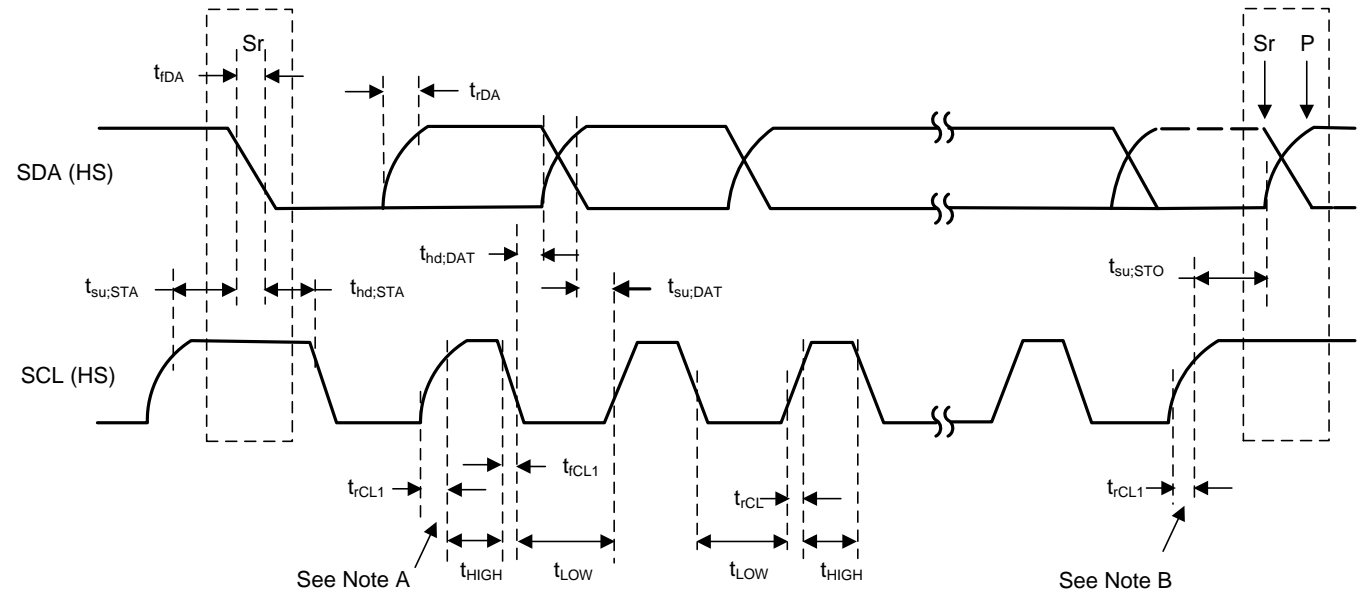 Sr
Sr P
tfDA
trDA
SDA (HS)
thd;DAT
tsu;STA
thd;STA
tsu;DAT
tsu;STO
SCL (HS)
tfCL1
trCL1
trCL
trCL1
tHIGH
tLOW
tLOW
tHIGH
See Note A
See Note B